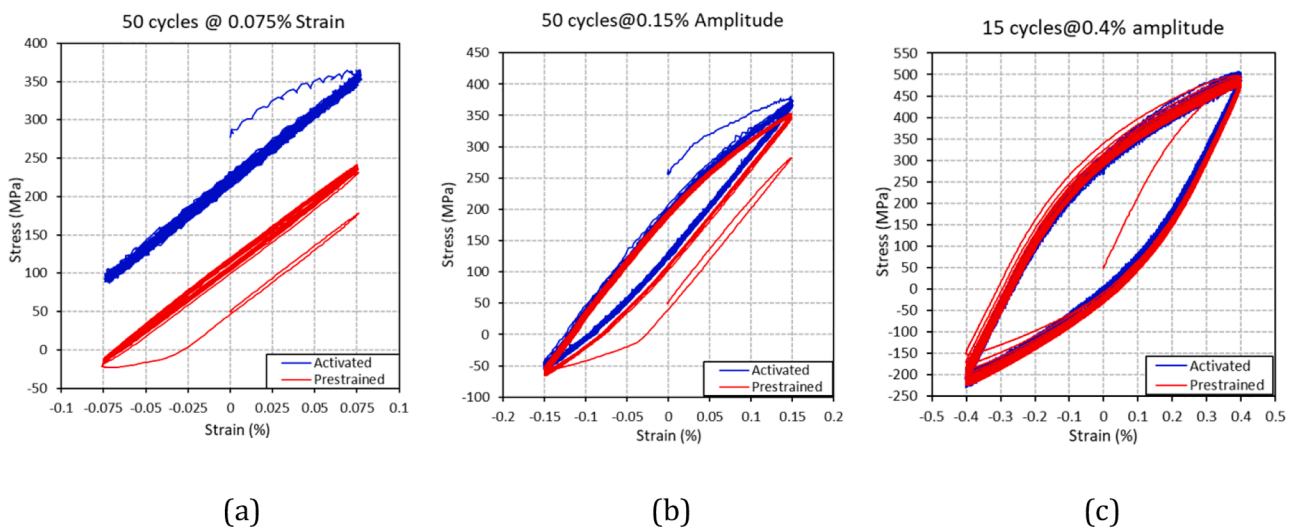 50 cycles @ 0.075% Strain
400
350
300
250
200
150
100
50
0
-50
Stress (MPa)
-0.1 -0.075 -0.05 -0.025 0 0.025 0.05 0.075 0.1
Strain (%)
Activated
Prestrained
(a)
50 cycles@0.15% Amplitude
450
400
350
300
250
200
150
100
50
0
-50
-100
Stress (MPa)
-0.2 -0.15 -0.1 -0.05 0 0.05 0.1 0.15 0.2
Strain (%)
Activated
Prestrained
(b)
15 cycles@0.4% amplitude
550
500
450
400
350
300
250
200
150
100
50
0
-50
-100
-150
-200
-250
Stress (MPa)
-0.5 -0.4 -0.3 -0.2 -0.1 0 0.1 0.2 0.3 0.4 0.5
Strain (%)
Activated
Prestrained
(c)